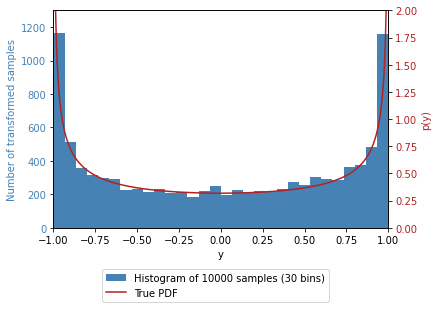 1200
1000
800
600
400
200
0
Number of transformed samples
2.00
1.75
1.50
1.25
1.00
0.75
0.50
0.25
0.00
p(y)
−1.00 −0.75 −0.50 −0.25 0.00 0.25 0.50 0.75 1.00
y
Histogram of 10000 samples (30 bins)
True PDF